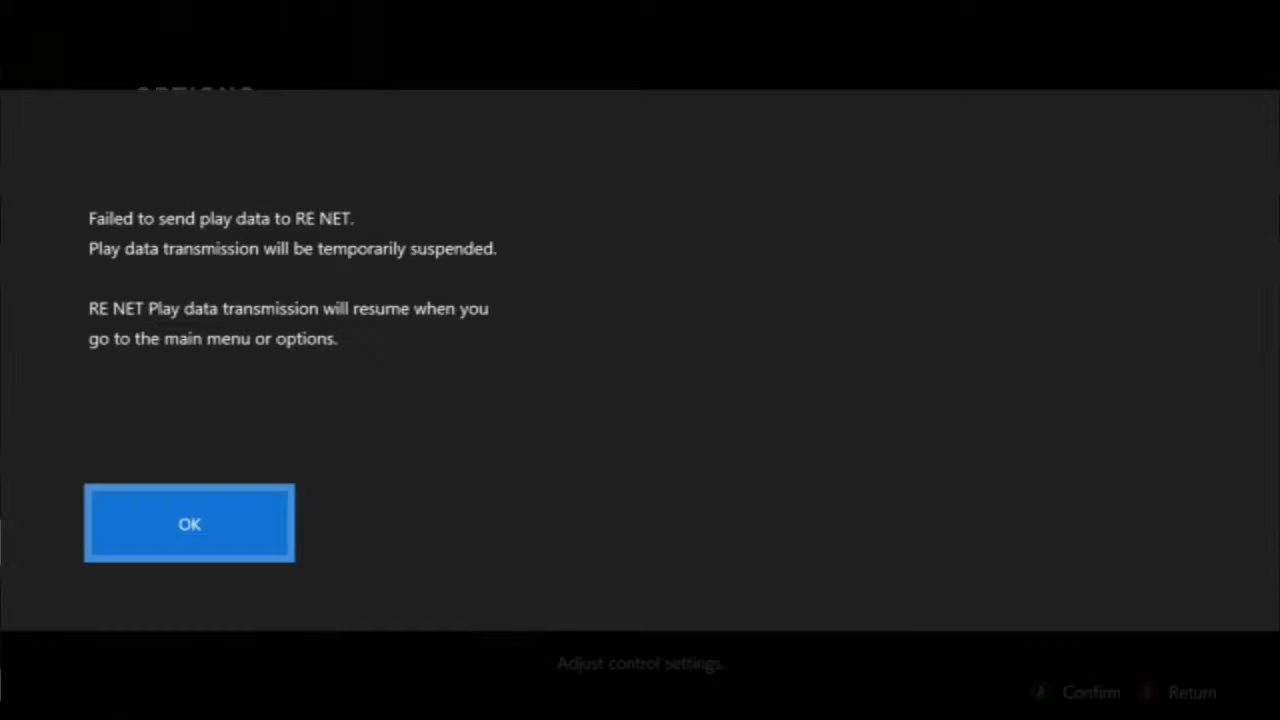 OPTIONS
Failed to send play data to RE NET.
Play data transmission will be temporarily suspended.
RE NET Play data transmission will resume when you
go to the main menu or options.
OK
Adjust control settings.
Confirm
Return